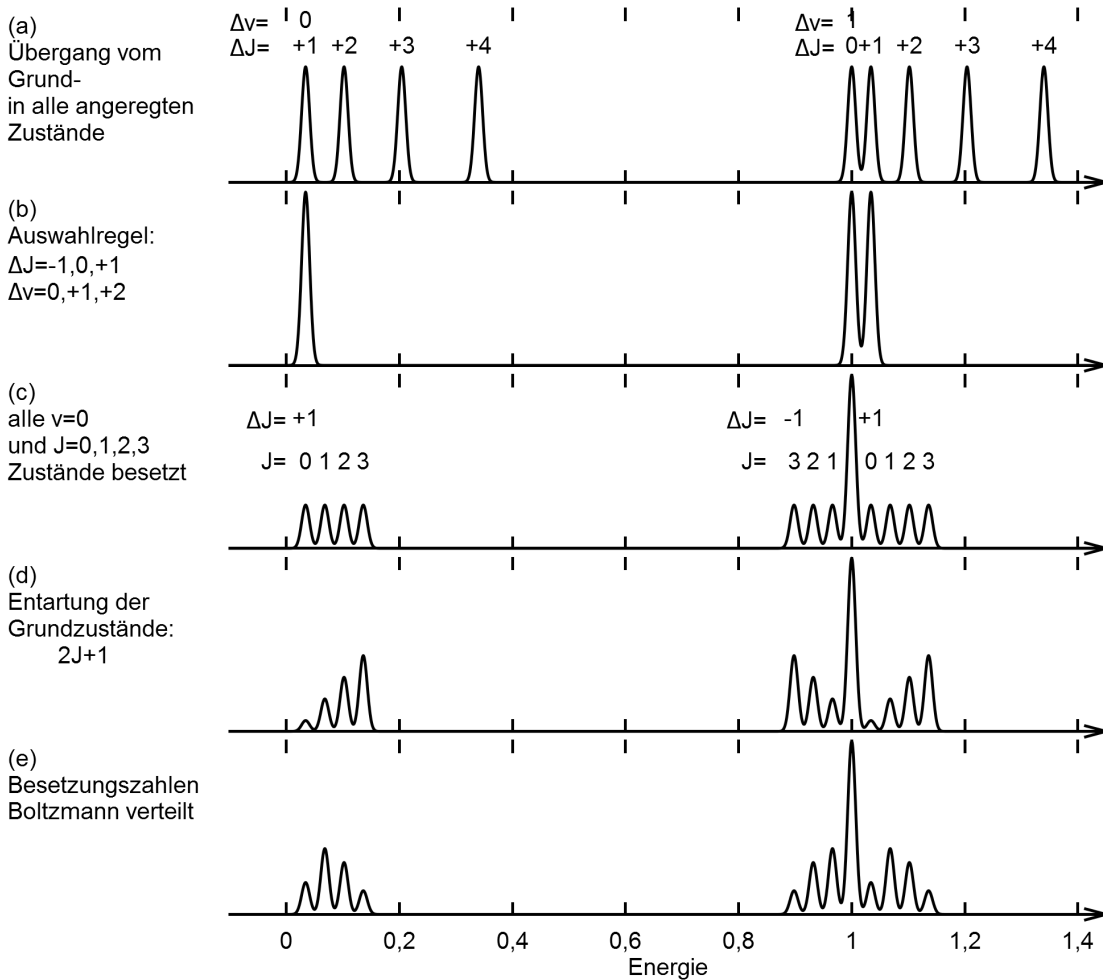 (a)
Übergang vom
Grund-
in alle angeregten
Zustände
Δv= 0
ΔJ= +1 +2 +3 +4
Δv= 1
ΔJ= 0+1 +2 +3 +4
(b)
Auswahlregel:
ΔJ=-1,0,+1
Δv=0,+1,+2
(c)
alle v=0
und J=0,1,2,3
Zustände besetzt
ΔJ= +1
J= 0 1 2 3
ΔJ= -1 +1
J= 3 2 1 0 1 2 3
(d)
Entartung der
Grundzustände:
2J+1
(e)
Besetzungszahlen
Boltzmann verteilt
0 0,2 0,4 0,6 0,8 1 1,2 1,4
Energie